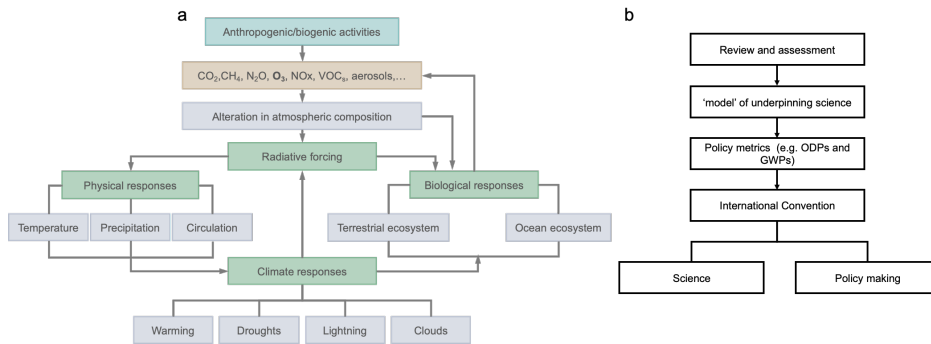 a
Anthropogenic/biogenic activities
CO₂,CH₄, N₂O, O₃, NOx, VOCₛ, aerosols,...
Alteration in atmospheric composition
Radiative forcing
Physical responses
Biological responses
Temperature
Precipitation
Circulation
Terrestrial ecosystem
Ocean ecosystem
Climate responses
Warming
Droughts
Lightning
Clouds
b
Review and assessment
‘model’ of underpinning science
Policy metrics (e.g. ODPs and
GWPs)
International Convention
Science
Policy making